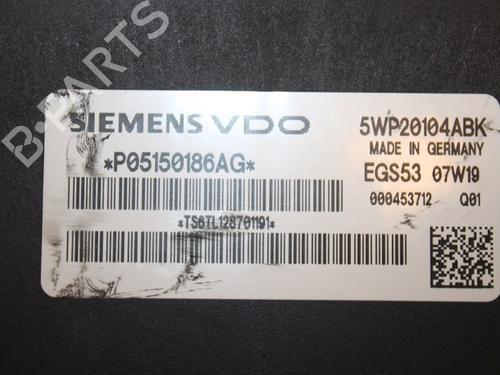 B-PARTS
SIEMENS VDO
5WP20104ABK
MADE IN GERMANY
*P05150186AG*
EGS53 07W19
000453712 Q01
*TS6TL128701191*